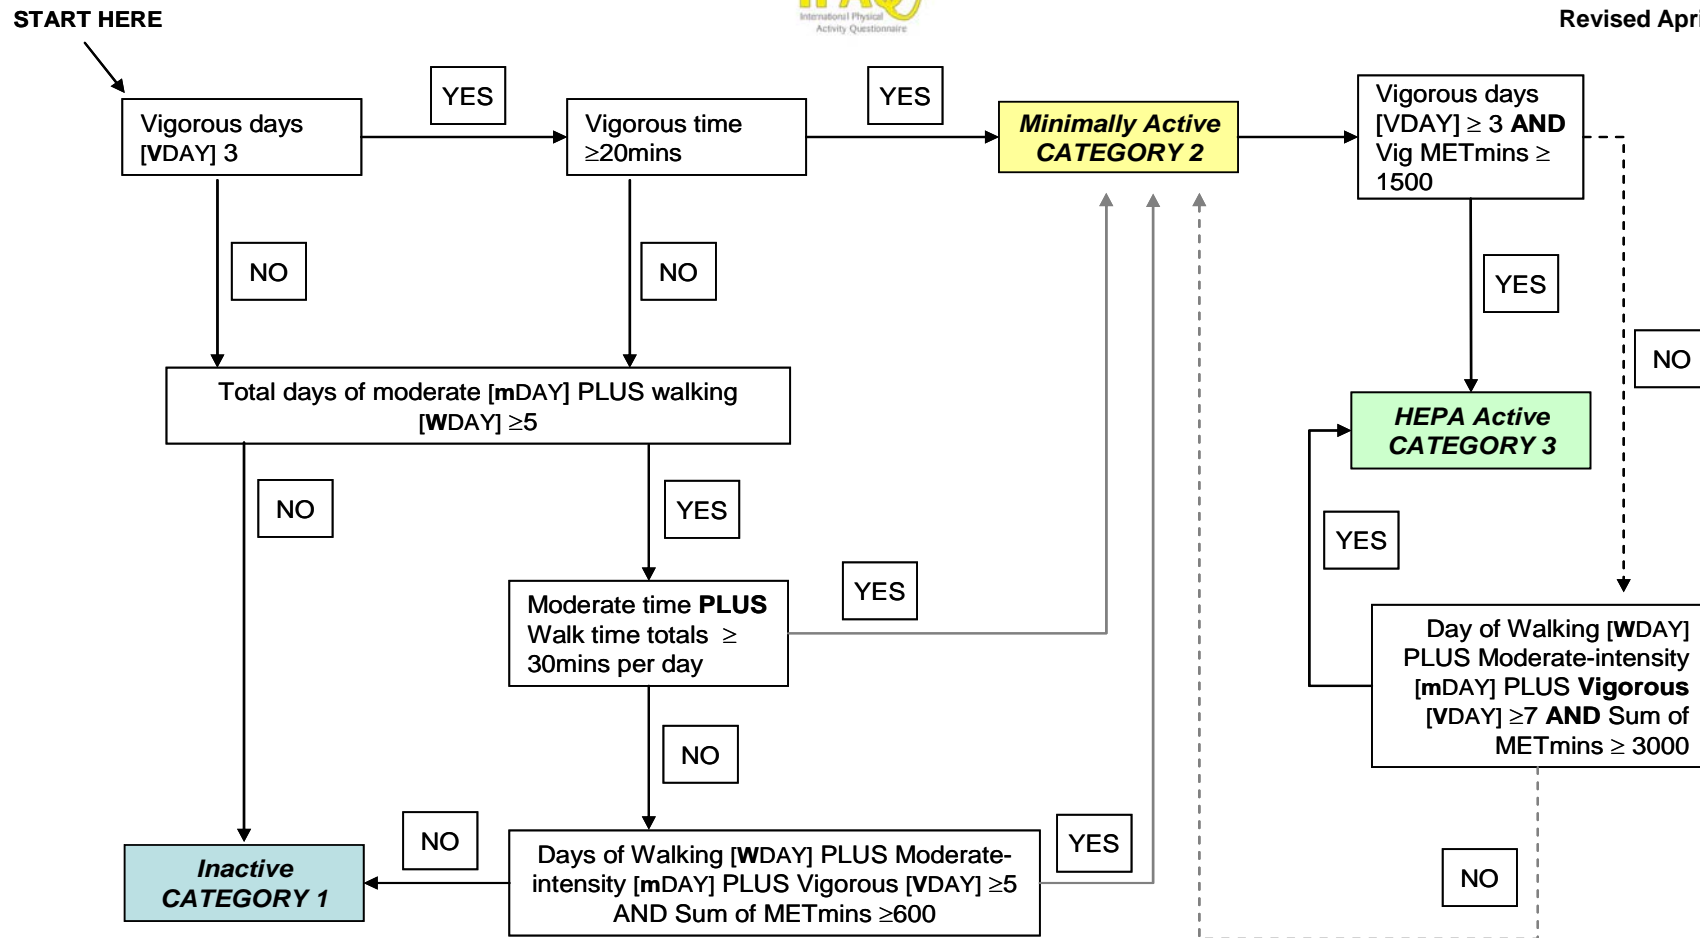 START HERE
IPAQ
International Physical
Activity Questionnaire
Revised Apri
Vigorous days
[VDAY] 3
YES
Vigorous time
≥20mins
YES
Minimally Active
CATEGORY 2
Vigorous days
[VDAY] ≥ 3 AND
Vig METmins ≥
1500
NO
NO
YES
NO
Total days of moderate [mDAY] PLUS walking
[WDAY] ≥5
HEPA Active
CATEGORY 3
NO
YES
YES
Moderate time PLUS
Walk time totals ≥
30mins per day
YES
Day of Walking [WDAY]
PLUS Moderate-intensity
[mDAY] PLUS Vigorous
[VDAY] ≥7 AND Sum of
METmins ≥ 3000
NO
Inactive
CATEGORY 1
NO
Days of Walking [WDAY] PLUS Moderate-
intensity [mDAY] PLUS Vigorous [VDAY] ≥5
AND Sum of METmins ≥600
YES
NO